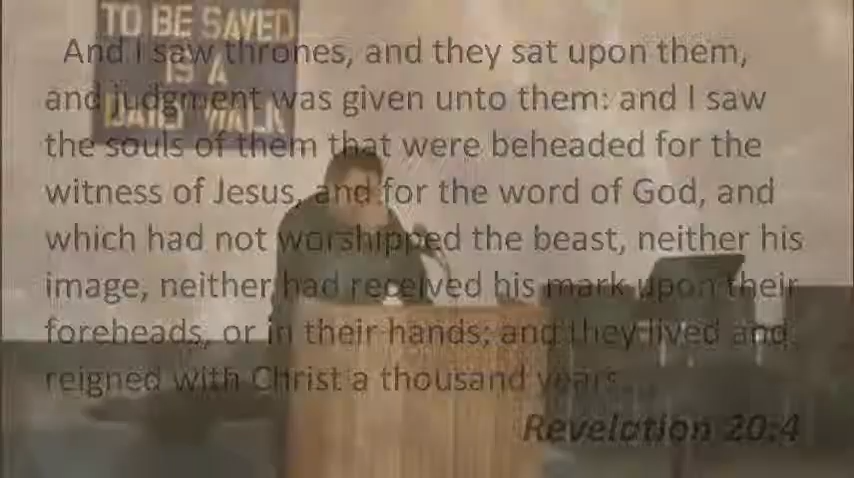 TO BE SAVED
IS A
DAILY WALK
And I saw thrones, and they sat upon them,
and judgment was given unto them: and I saw
the souls of them that were beheaded for the
witness of Jesus, and for the word of God, and
which had not worshipped the beast, neither his
image, neither had received his mark upon their
foreheads, or in their hands; and they lived and
reigned with Christ a thousand years.
Revelation 20:4